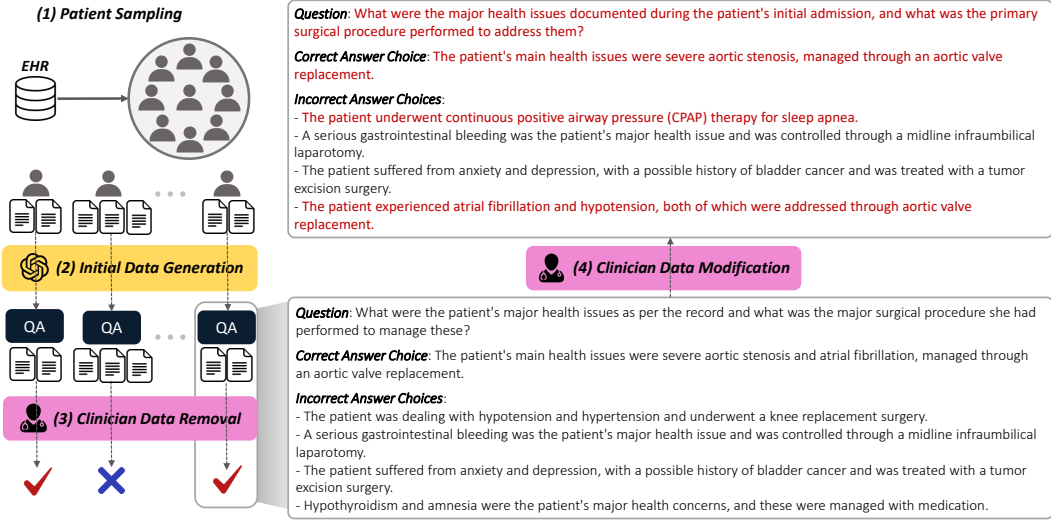 (1) Patient Sampling
EHR
(2) Initial Data Generation
QA
QA
QA
(3) Clinician Data Removal
Question: What were the major health issues documented during the patient's initial admission, and what was the primary
surgical procedure performed to address them?
Correct Answer Choice: The patient's main health issues were severe aortic stenosis, managed through an aortic valve
replacement.
Incorrect Answer Choices:
- The patient underwent continuous positive airway pressure (CPAP) therapy for sleep apnea.
- A serious gastrointestinal bleeding was the patient's major health issue and was controlled through a midline infraumbilical
laparotomy.
- The patient suffered from anxiety and depression, with a possible history of bladder cancer and was treated with a tumor
excision surgery.
- The patient experienced atrial fibrillation and hypotension, both of which were addressed through aortic valve
replacement.
(4) Clinician Data Modification
Question: What were the patient's major health issues as per the record and what was the major surgical procedure she had
performed to manage these?
Correct Answer Choice: The patient's main health issues were severe aortic stenosis and atrial fibrillation, managed through
an aortic valve replacement.
Incorrect Answer Choices:
- The patient was dealing with hypotension and hypertension and underwent a knee replacement surgery.
- A serious gastrointestinal bleeding was the patient's major health issue and was controlled through a midline infraumbilical
laparotomy.
- The patient suffered from anxiety and depression, with a possible history of bladder cancer and was treated with a tumor
excision surgery.
- Hypothyroidism and amnesia were the patient's major health concerns, and these were managed with medication.